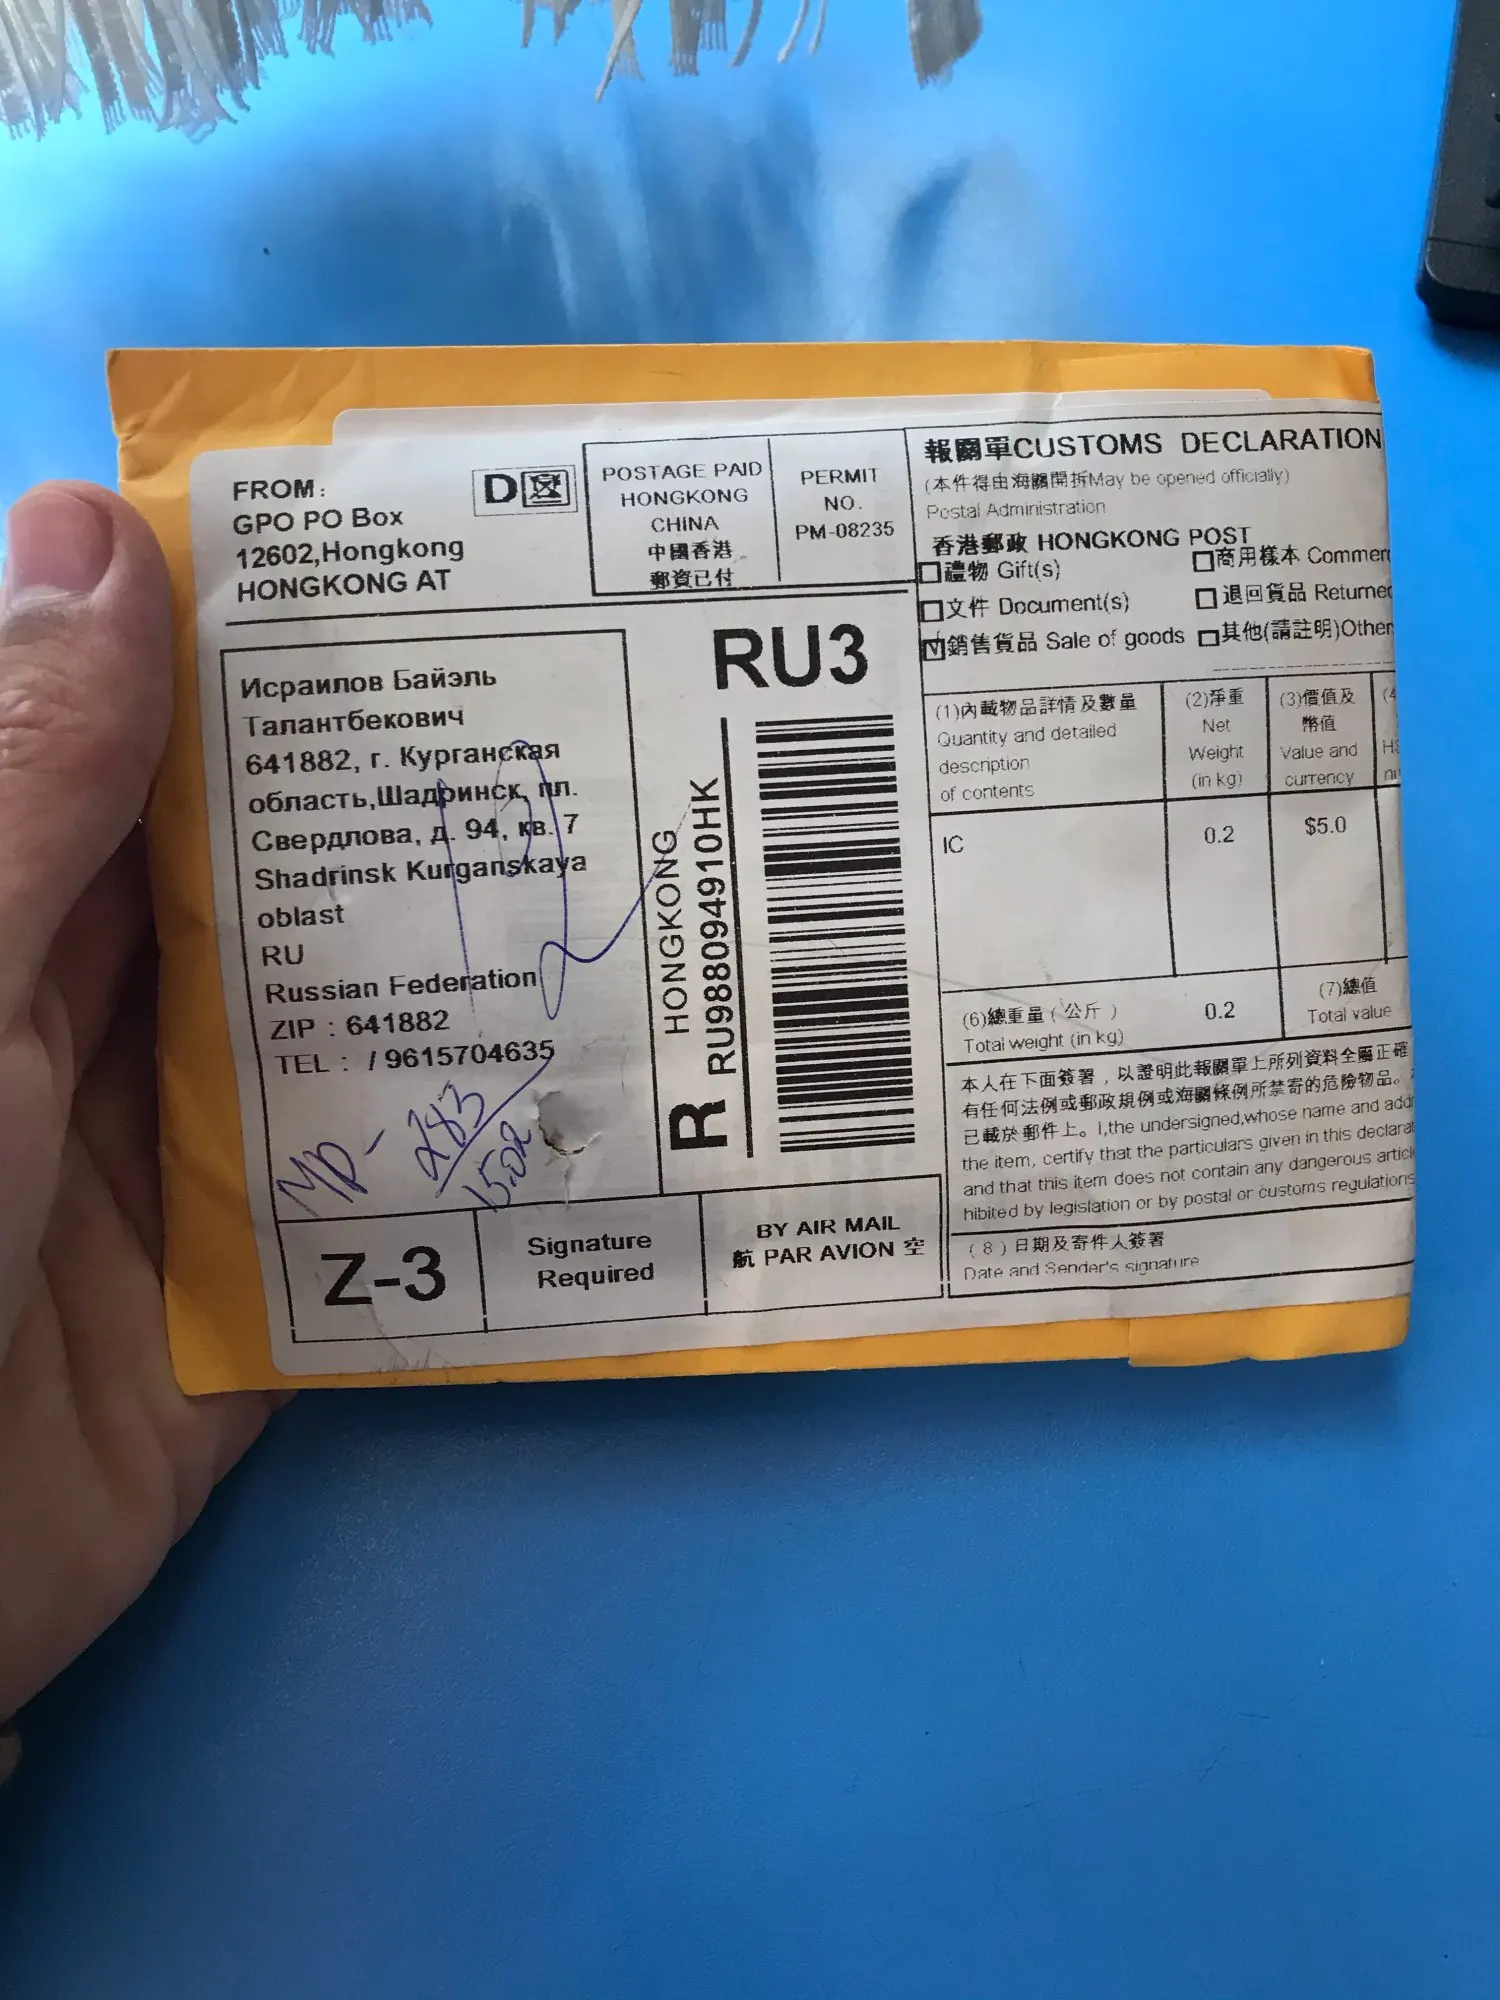 FROM:
GPO PO Box
12602,Hongkong
HONGKONG AT
D
POSTAGE PAID
HONGKONG
CHINA
中國香港
郵資已付
PERMIT
NO.
PM-08235
Исраилов Байэль
Талантбекович
641882, г. Курганская
область,Шадринск, пл.
Свердлова, д. 94, кв. 7
Shadrinsk Kurganskaya
oblast
RU
Russian Federation
ZIP : 641882
TEL : / 9615704635
283
15.02
RU3
HONGKONG
R RU988094910HK
Z-3
Signature
Required
BY AIR MAIL
航 PAR AVION 空
報關單CUSTOMS DECLARATION
(本件得由海關開拆May be opened officially)
Postal Administration
香港郵政 HONGKONG POST
禮物 Gift(s)
商用樣本 Commerc
文件 Document(s)
退回貨品 Returned
銷售貨品 Sale of goods
其他(請註明)Other
(1)內載物品詳情及數量
Quantity and detailed
description
of contents
(2)淨重
Net
Weight
(in kg)
(3)價值及
幣值
Value and
currency
(4
HS
IC
0.2
$5.0
(6)總重量(公斤)
Total weight (in kg)
0.2
(7)總值
Total value
本人在下面簽署，以證明此報關單上所列資料全屬正確
有任何法例或郵政規例或海關條例所禁寄的危險物品。
已載於郵件上。I,the undersigned,whose name and addr
the item, certify that the particulars given in this declarat
and that this item does not contain any dangerous articl
hibited by legislation or by postal or customs regulations
(8)日期及寄件人簽署
Date and Sender's signature